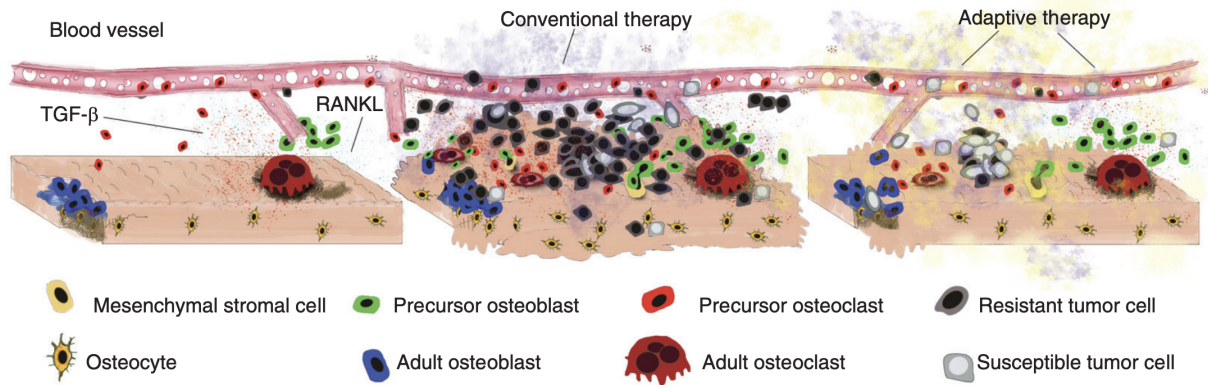 Conventional therapy
Adaptive therapy
Blood vessel
TGF-β
RANKL
Mesenchymal stromal cell
Precursor osteoblast
Precursor osteoclast
Resistant tumor cell
Osteocyte
Adult osteoblast
Adult osteoclast
Susceptible tumor cell